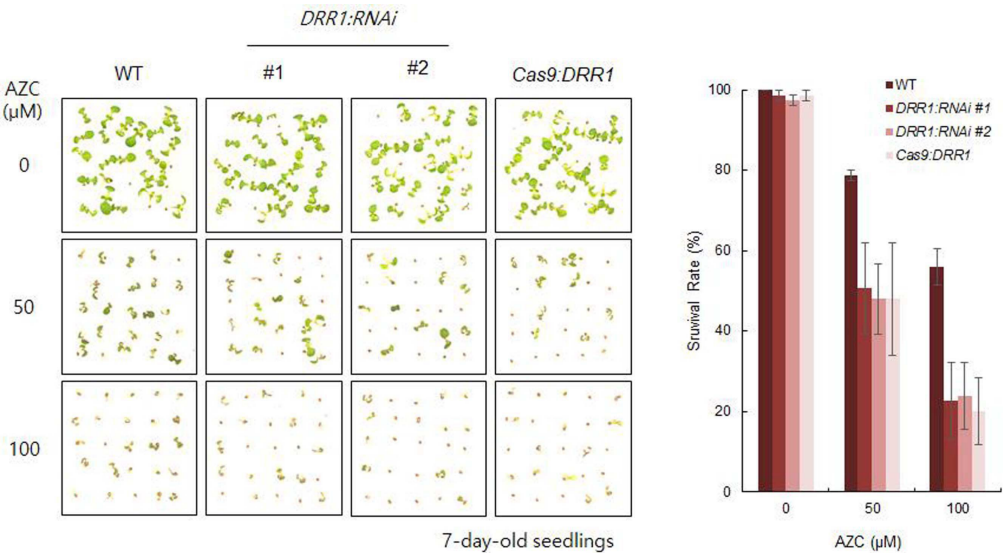 DRR1:RNAi
WT #1 #2 Cas9:DRR1
AZC
(μM)
0
50
100
7-day-old seedlings
WT
DRR1:RNAi #1
DRR1:RNAi #2
Cas9:DRR1
Sruvival Rate (%)
100
80
60
40
20
0
0 50 100
AZC (μM)